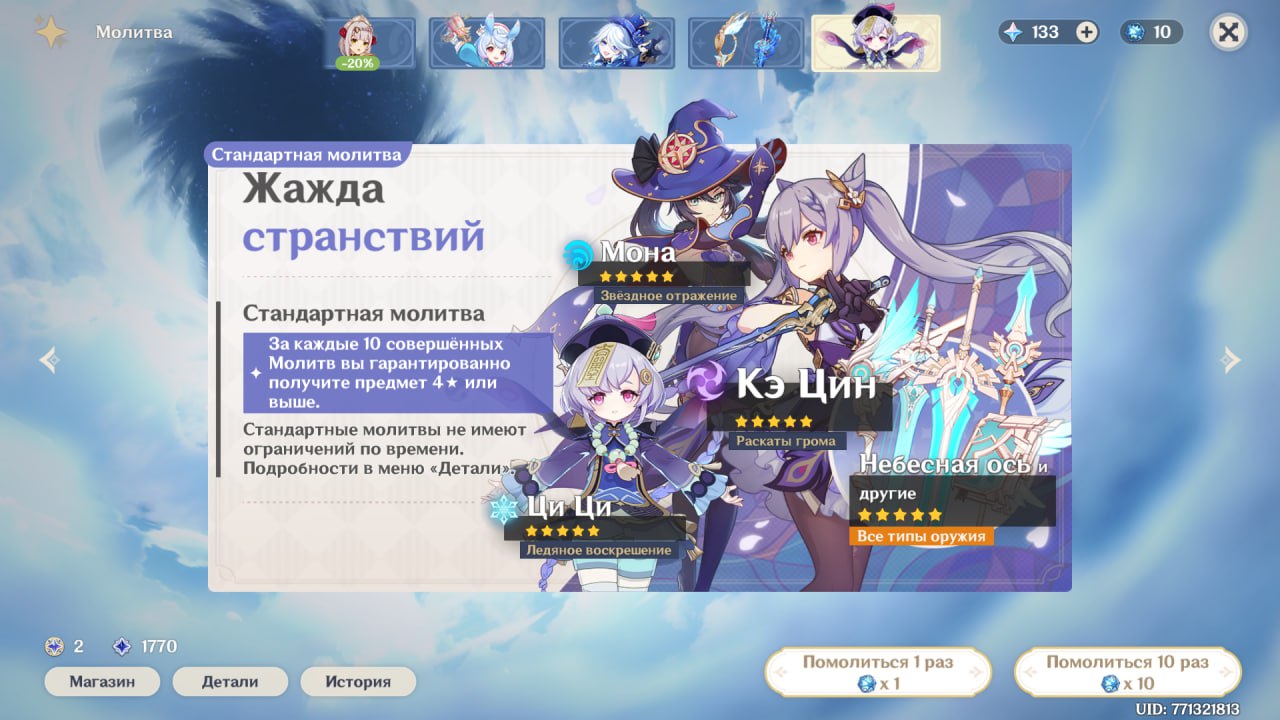 Молитва
-20%
133
10
Стандартная молитва
Жажда
странствий
Стандартная молитва
За каждые 10 совершённых
Молитв вы гарантированно
получите предмет 4★ или
выше.
Стандартные молитвы не имеют
ограничений по времени.
Подробности в меню «Детали».
Мона
Звёздное отражение
Кэ Цин
Раскаты грома
Небесная ось и
другие
Все типы оружия
Ци Ци
Ледяное воскрешение
2
1770
Магазин
Детали
История
Помолиться 1 раз
x 1
Помолиться 10 раз
x 10
UID: 771321813